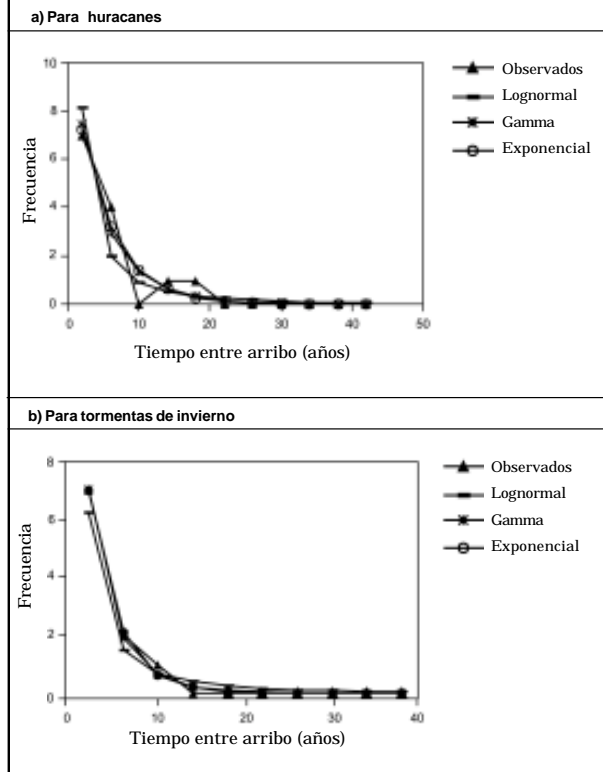 a) Para huracanes
10
8
6
4
2
0
0 10 20 30 40 50
Frecuencia
Tiempo entre arribo (años)
Observados
Lognormal
Gamma
Exponencial
b) Para tormentas de invierno
8
6
4
2
0
0 10 20 30 40
Frecuencia
Tiempo entre arribo (años)
Observados
Lognormal
Gamma
Exponencial